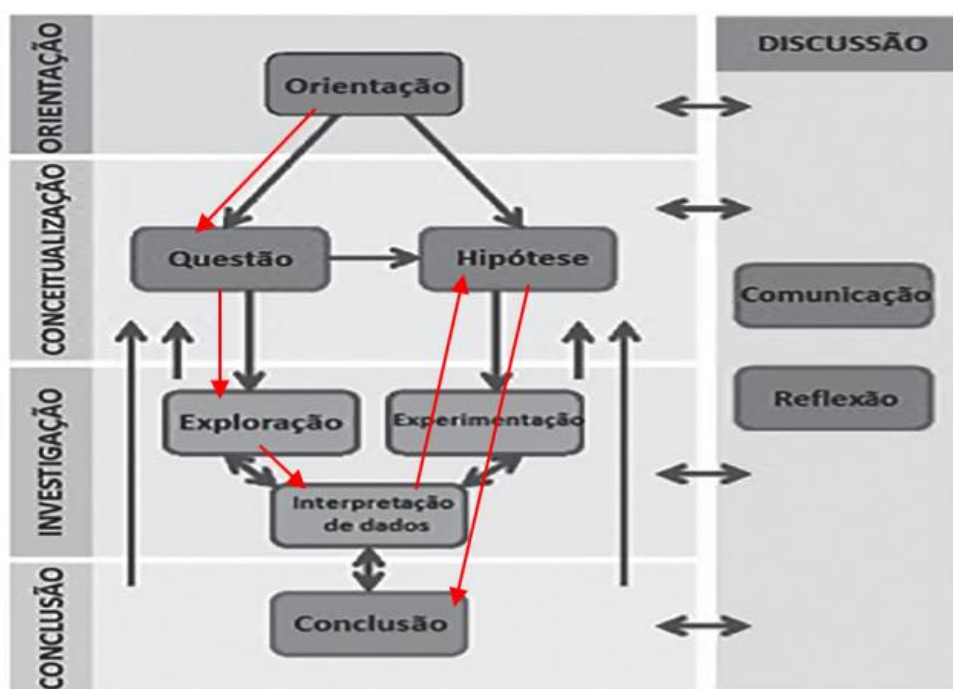 ORIENTAÇÃO
Orientação
CONCEITUALIZAÇÃO
Questão
Hipótese
INVESTIGAÇÃO
Exploração
Experimentação
Interpretação
de dados
CONCLUSÃO
Conclusão
DISCUSSÃO
Comunicação
Reflexão